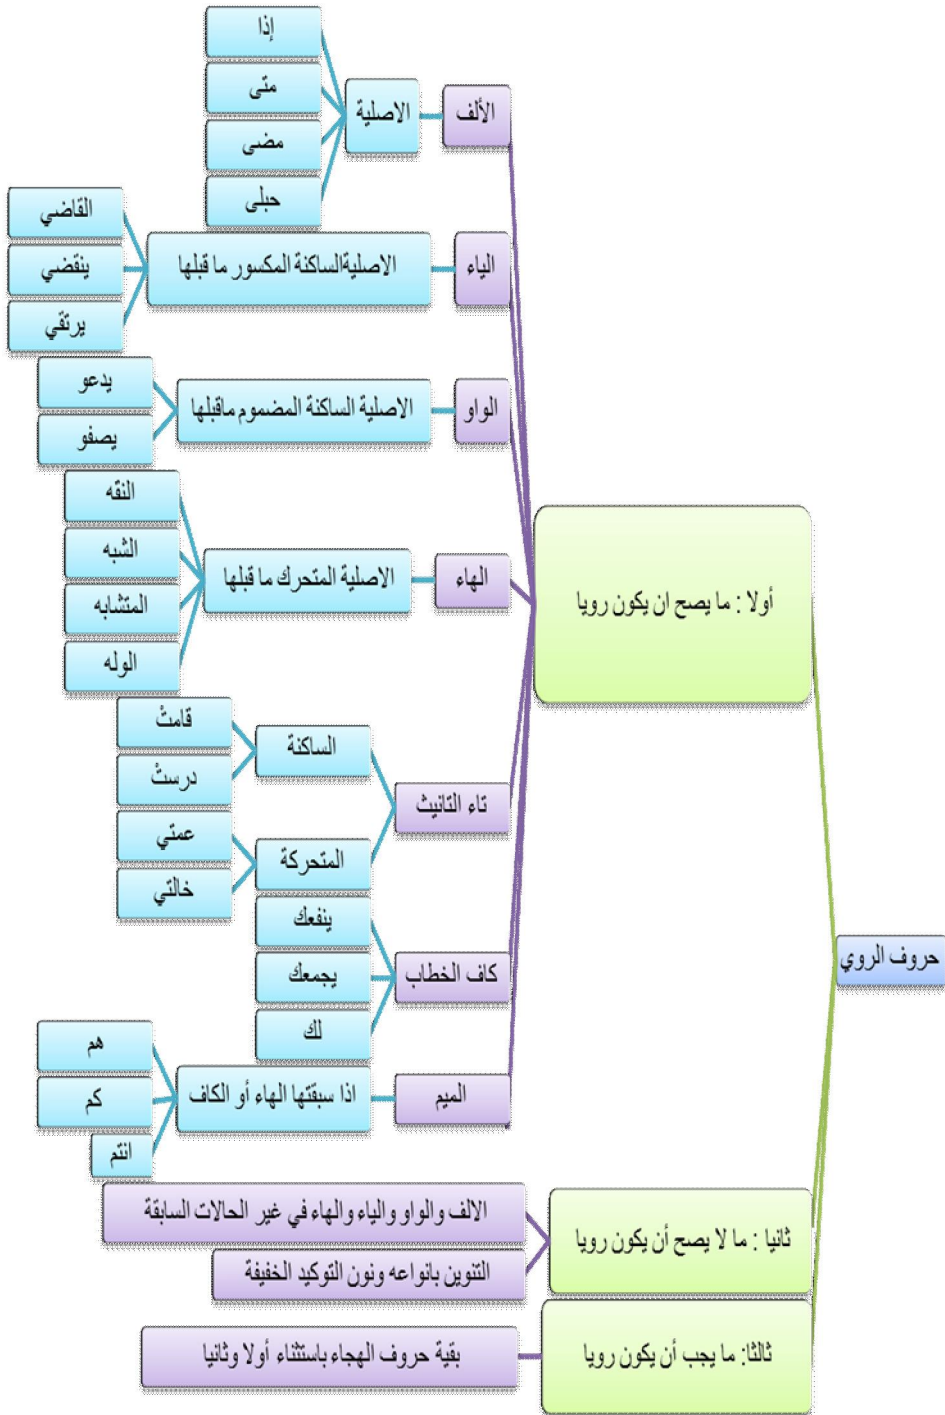 حروف الروي
أولا : ما يصح ان يكون رويا
الألف
الاصلية
إذا
متى
مضى
حبلى
الياء
الاصليةالساكنة المكسور ما قبلها
القاضي
ينقضي
يرتقي
الواو
الاصلية الساكنة المضموم ماقبلها
يدعو
يصفو
الهاء
الاصلية المتحرك ما قبلها
النقه
الشبه
المتشابه
الوله
تاء التانيث
الساكنة
قامتْ
درستْ
المتحركة
عمتي
خالتي
كاف الخطاب
ينفعك
يجمعك
لك
الميم
اذا سبقتها الهاء أو الكاف
هم
كم
انتم
ثانيا : ما لا يصح أن يكون رويا
الالف والواو والياء والهاء في غير الحالات السابقة
التنوين بانواعه ونون التوكيد الخفيفة
ثالثا: ما يجب أن يكون رويا
بقية حروف الهجاء باستثناء أولا وثانيا